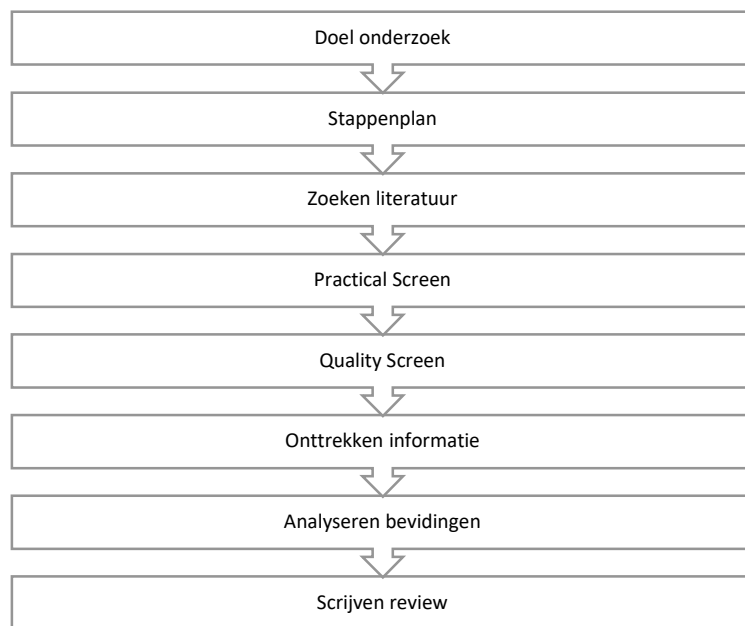 Doel onderzoek
Stappenplan
Zoeken literatuur
Practical Screen
Quality Screen
Onttrekken informatie
Analyseren bevidingen
Scrijven review